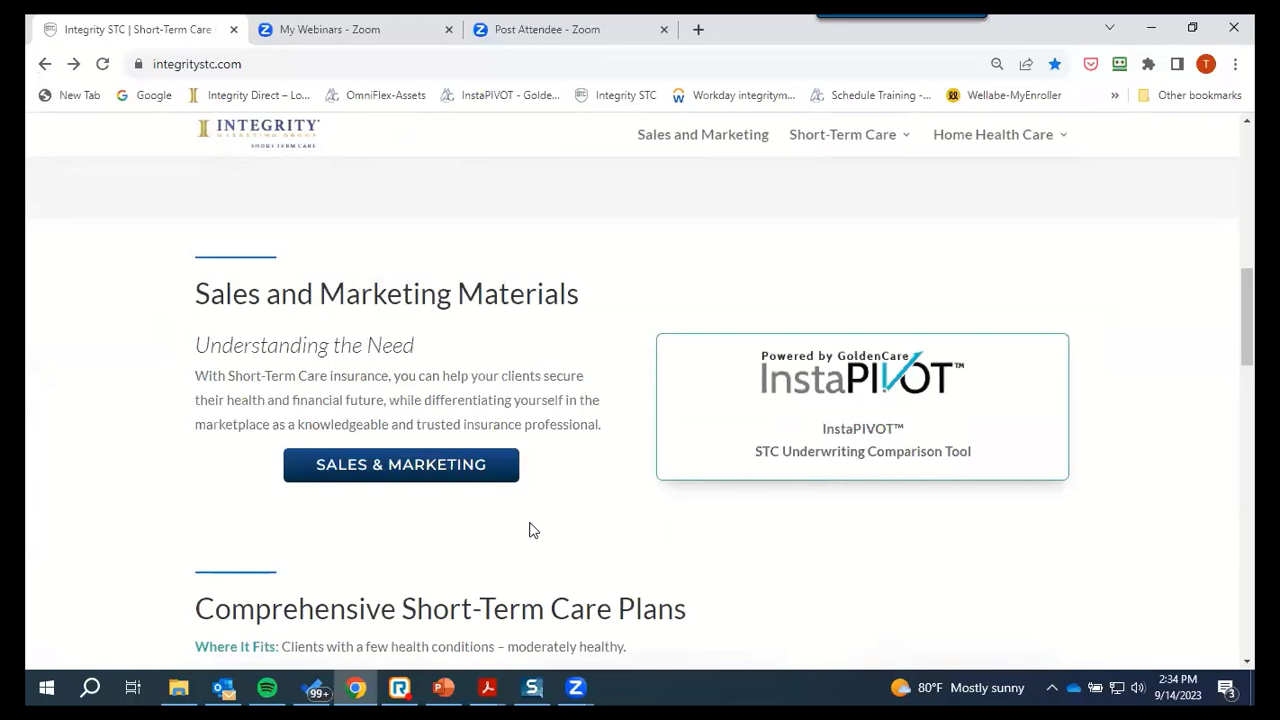 Integrity STC | Short-Term Care
My Webinars - Zoom
Post Attendee - Zoom
integritystc.com
New Tab
Google
Integrity Direct – Lo...
OmniFlex-Assets
InstaPIVOT - Golde...
Integrity STC
Workday integritym...
Schedule Training -...
Wellabe-MyEnroller
»
Other bookmarks
INTEGRITY
MARKETING GROUP
SHORT-TERM CARE
Sales and Marketing
Short-Term Care
Home Health Care
Sales and Marketing Materials
Understanding the Need
With Short-Term Care insurance, you can help your clients secure
their health and financial future, while differentiating yourself in the
marketplace as a knowledgeable and trusted insurance professional.
SALES & MARKETING
Powered by GoldenCare
InstaPIVOT™
InstaPIVOT™
STC Underwriting Comparison Tool
Comprehensive Short-Term Care Plans
Where It Fits: Clients with a few health conditions – moderately healthy.
99+
80°F Mostly sunny
2:34 PM
9/14/2023
3